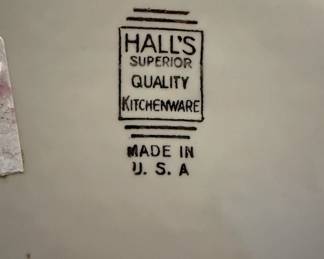 HALL'S
SUPERIOR
QUALITY
KITCHENWARE
MADE IN
U. S. A